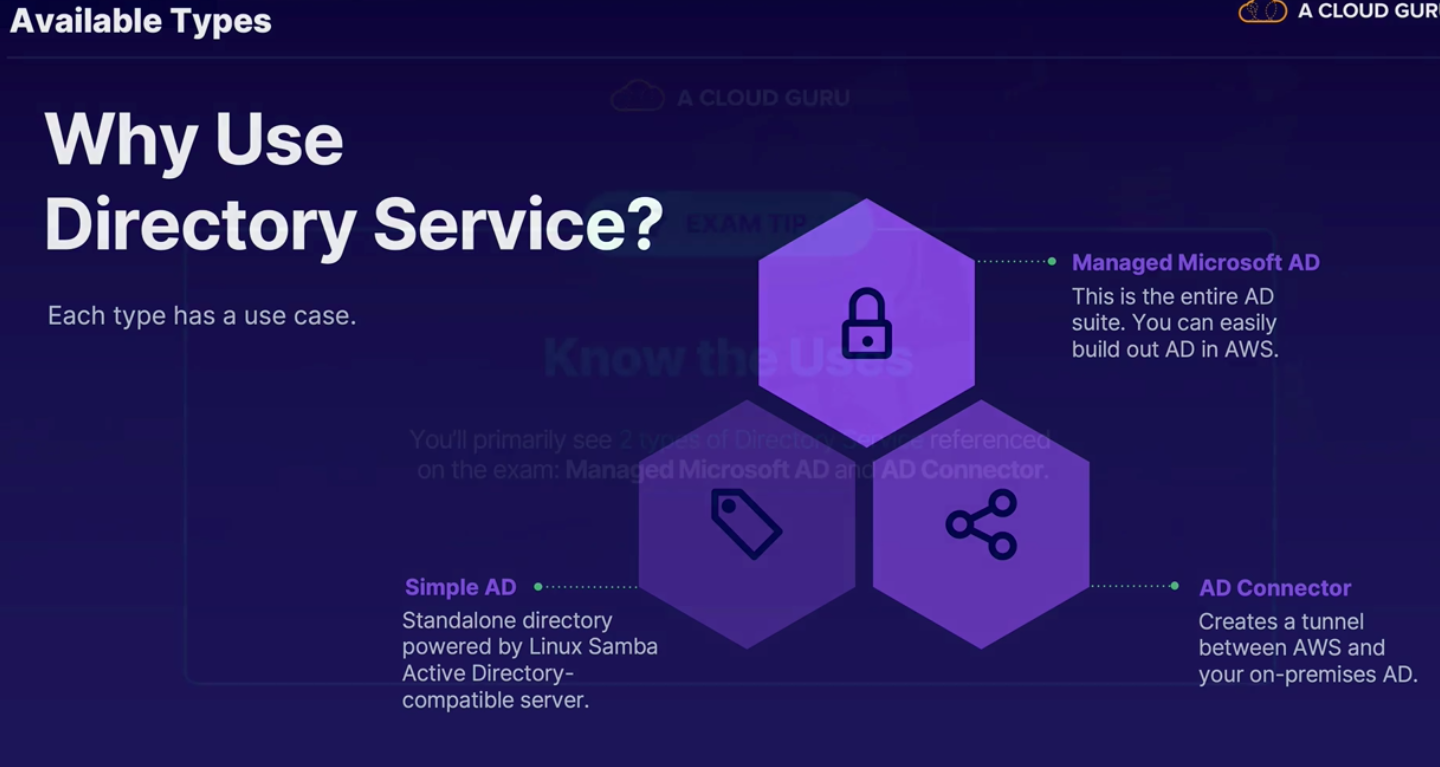 Available Types
A CLOUD GUR
A CLOUD GURU
Why Use
Directory Service?
EXAM TIP
Each type has a use case.
Managed Microsoft AD
This is the entire AD
suite. You can easily
build out AD in AWS.
Know the Uses
You'll primarily see 2 types of Directory Service referenced
on the exam: Managed Microsoft AD and AD Connector.
Simple AD
Standalone directory
powered by Linux Samba
Active Directory-
compatible server.
AD Connector
Creates a tunnel
between AWS and
your on-premises AD.